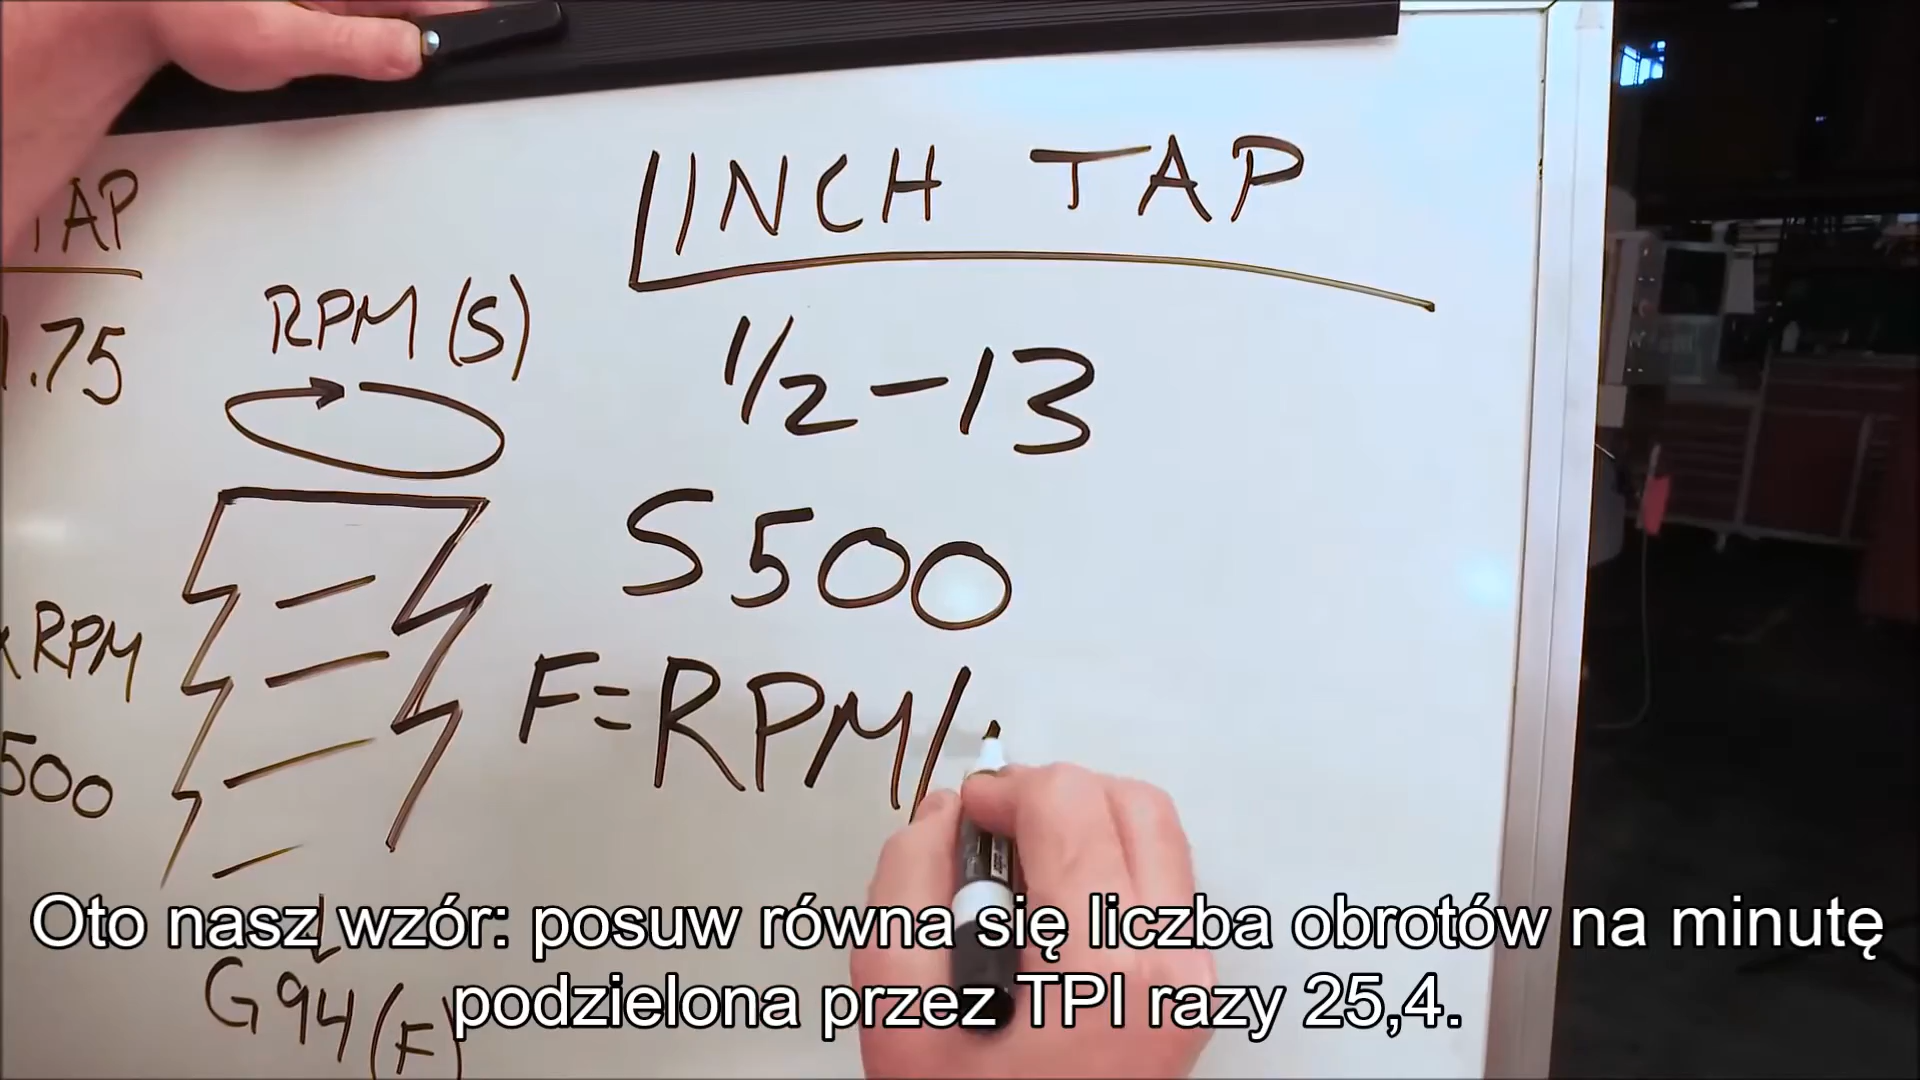 TAP
1.75
RPM
500
RPM (S)
G94 (F)
INCH TAP
1/2-13
S500
F=RPM/
Oto nasz wzór: posuw równa się liczba obrotów na minutę
podzielona przez TPI razy 25,4.